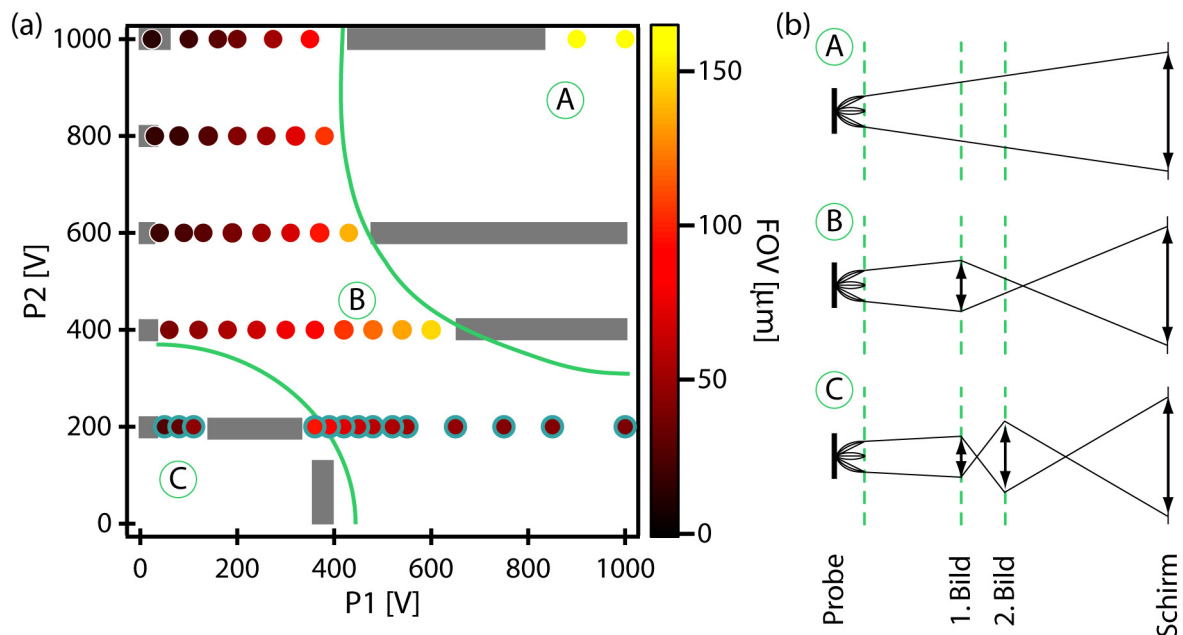 (a)
1000
800
600
400
200
0
P2 [V]
A
B
C
0 200 400 600 800 1000
P1 [V]
150
100
50
0
FOV [µm]
(b)
A
B
C
Probe
1. Bild
2. Bild
Schirm